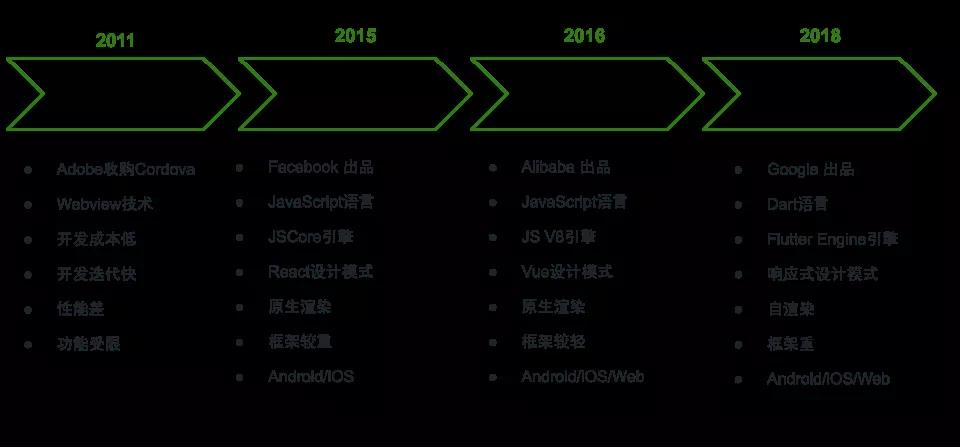 2011
2015
2016
2018
Adobe收购Cordova
Webview技术
开发成本低
开发迭代快
性能差
功能受限
Facebook 出品
JavaScript语言
JSCore引擎
React设计模式
原生渲染
框架较重
Android/IOS
Alibaba 出品
JavaScript语言
JS V8引擎
Vue设计模式
原生渲染
框架较轻
Android/IOS/Web
Google 出品
Dart语言
Flutter Engine引擎
响应式设计模式
自渲染
框架重
Android/IOS/Web